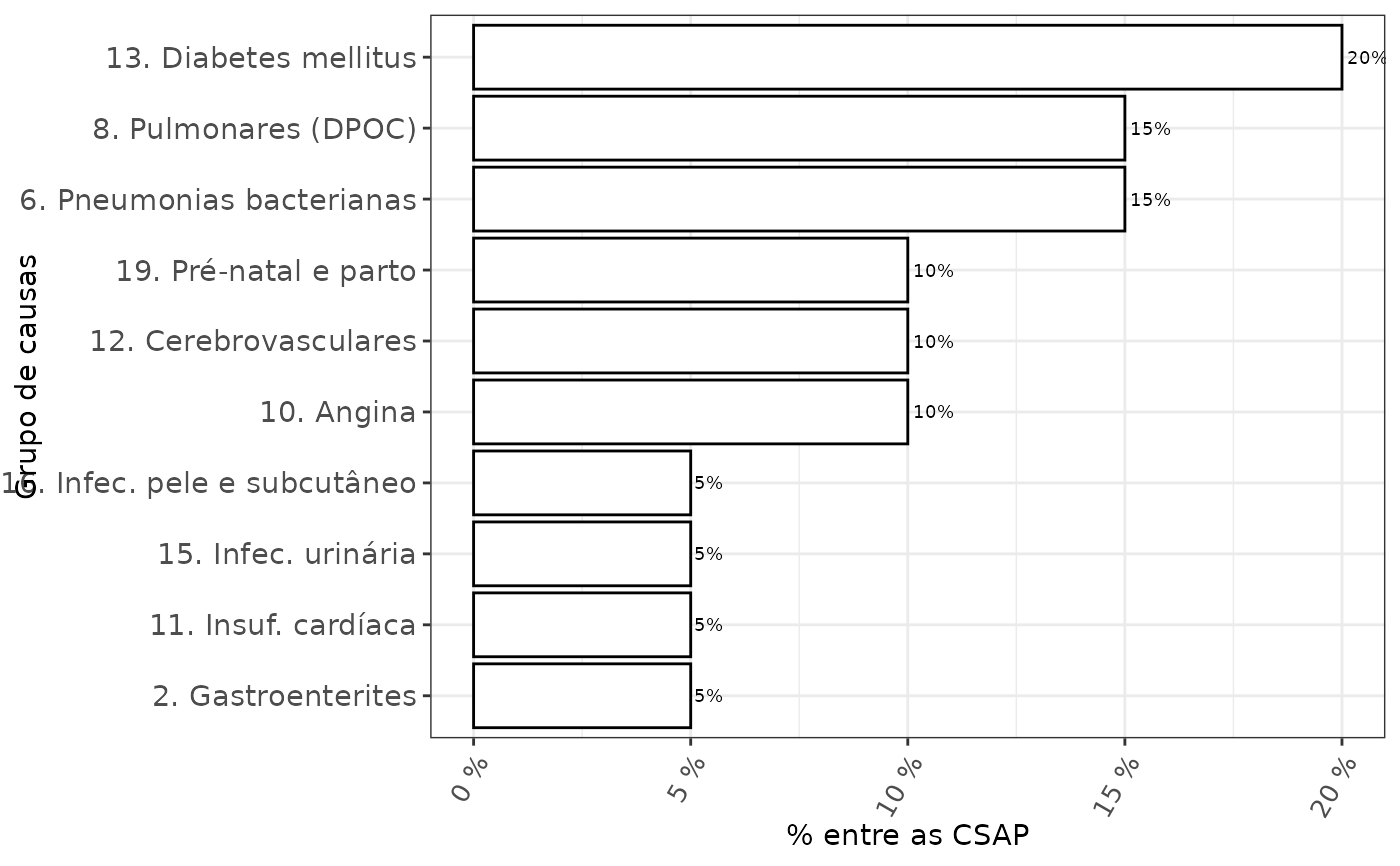 13. Diabetes mellitus
20%
8. Pulmonares (DPOC)
15%
6. Pneumonias bacterianas
15%
19. Pré-natal e parto
10%
12. Cerebrovasculares
10%
10. Angina
10%
Infec. pele e subcutâneo
5%
15. Infec. urinária
5%
11. Insuf. cardíaca
5%
2. Gastroenterites
5%
Grupo de causas
0 %
5 %
10 %
15 %
20 %
% entre as CSAP